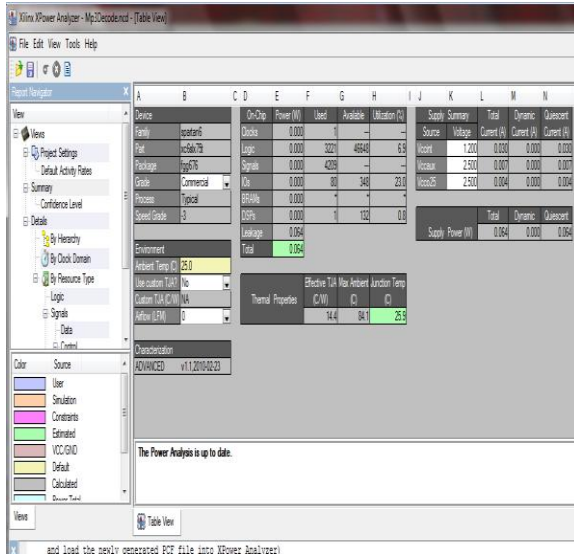 Xilinx XPower Analyzer - Mp3Decode.ncd - [Table View]
File Edit View Tools Help
Report Navigator X
View
Views
Project Settings
Default Activity Rates
Summary
Confidence Level
Details
By Hierarchy
By Clock Domain
By Resource Type
Logic
Signals
Data
Control
Color Source
User
Simulation
Constraints
Estimated
VCC/GND
Default
Calculated
Power Total
Views
A B C D E F G H I J K L M N
Device
Family spartan6
Part
Package fgg676
Grade Commercial
Process Typical
Speed Grade -3
Environment
Ambient Temp (C) 25.0
Use custom TJA? No
Custom TJA (C/W) NA
Airflow (LFM) 0
Characterization
ADVANCED v1.1,2010-02-23
On-Chip Power (W) Used Available Utilization (%)
Clocks 0.000 1 --- ---
Logic 0.000 3221 46648 6.9
Signals 0.000 4209 --- ---
IOs 0.000 80 348 23.0
BRAMs 0.000 * * *
DSPs 0.000 1 132 0.8
Leakage 0.064
Total 0.064
Thermal Properties Effective TJA Max Ambient Junction Temp
(C/W) (C) (C)
14.4 84.1 25.9
Supply Summary Total Dynamic Quiescent
Source Voltage Current (A) Current (A) Current (A)
Vccint 1.200 0.030 0.000 0.030
Vccaux 2.500 0.007 0.000 0.007
Vcco25 2.500 0.004 0.000 0.004
Total Dynamic Quiescent
Supply Power (W) 0.064 0.000 0.064
The Power Analysis is up to date.
Table View
and load the newly generated PCF file into XPower Analyzer)